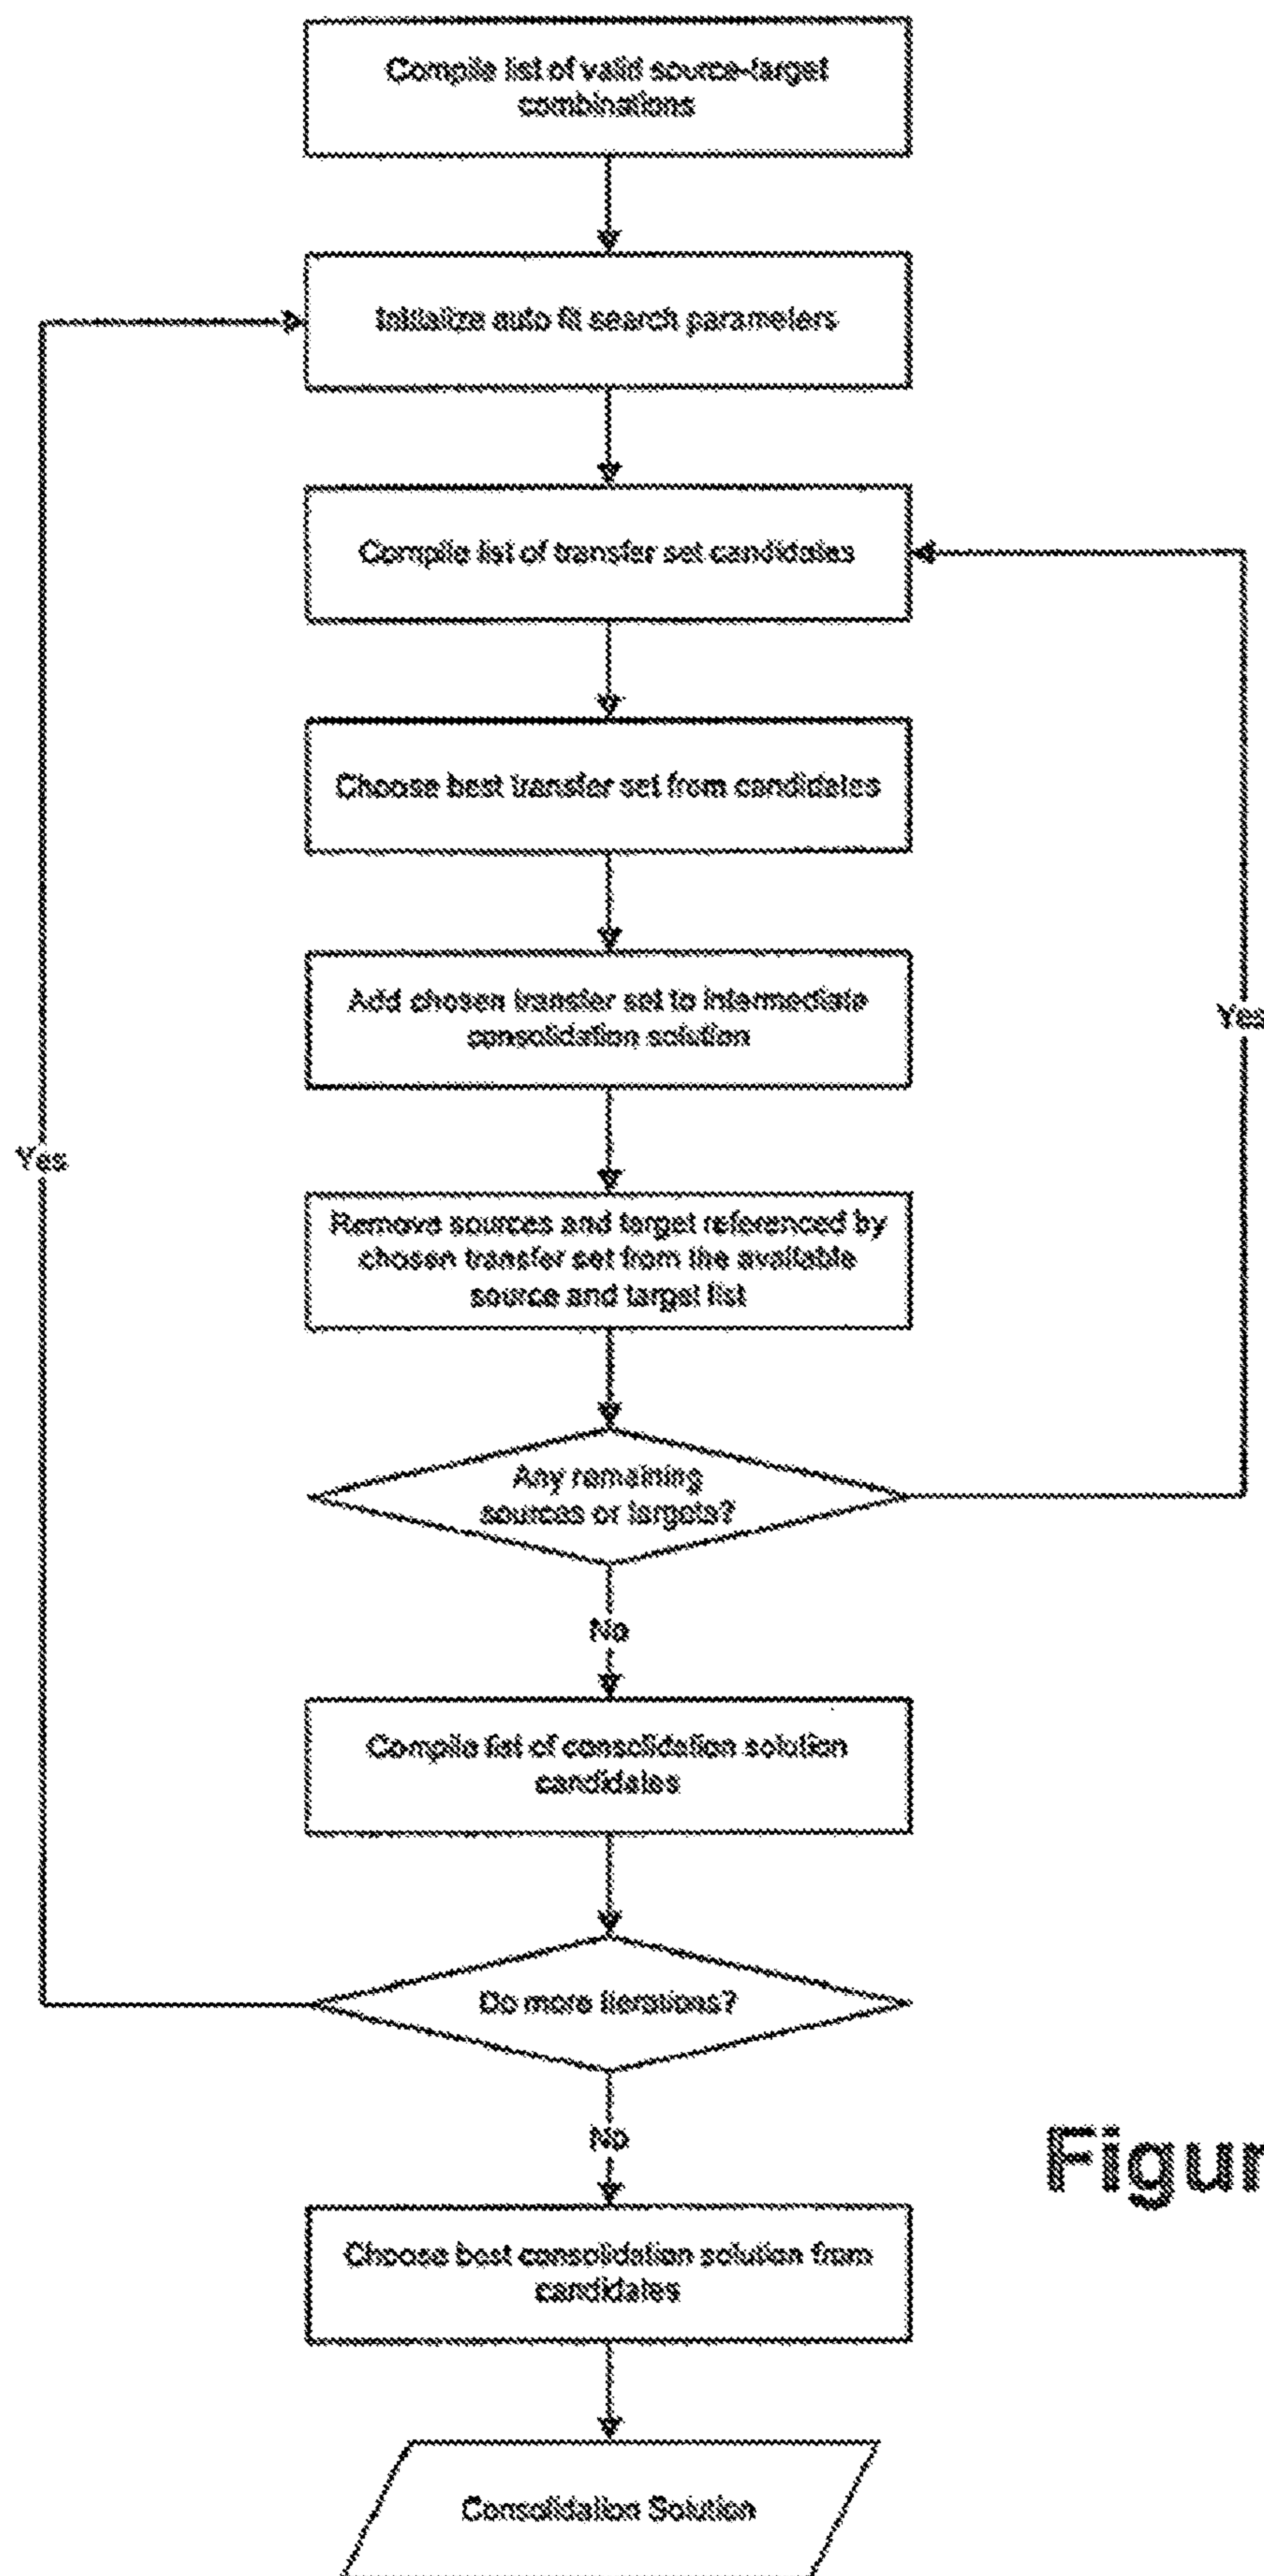 Compile list of valid source-target
combinations
Initialize auto fit search parameters
Compile list of transfer set candidates
Choose best transfer set from candidates
Add chosen transfer set to intermediate
consolidation solution
Yes
Yes
Remove sources and target referenced by
chosen transfer set from the available
source and target list
Any remaining
sources or targets?
No
Compile list of consolidation solution
candidates
Do more iterations?
No
Figur
Choose best consolidation solution from
candidates
Consolidation Solution